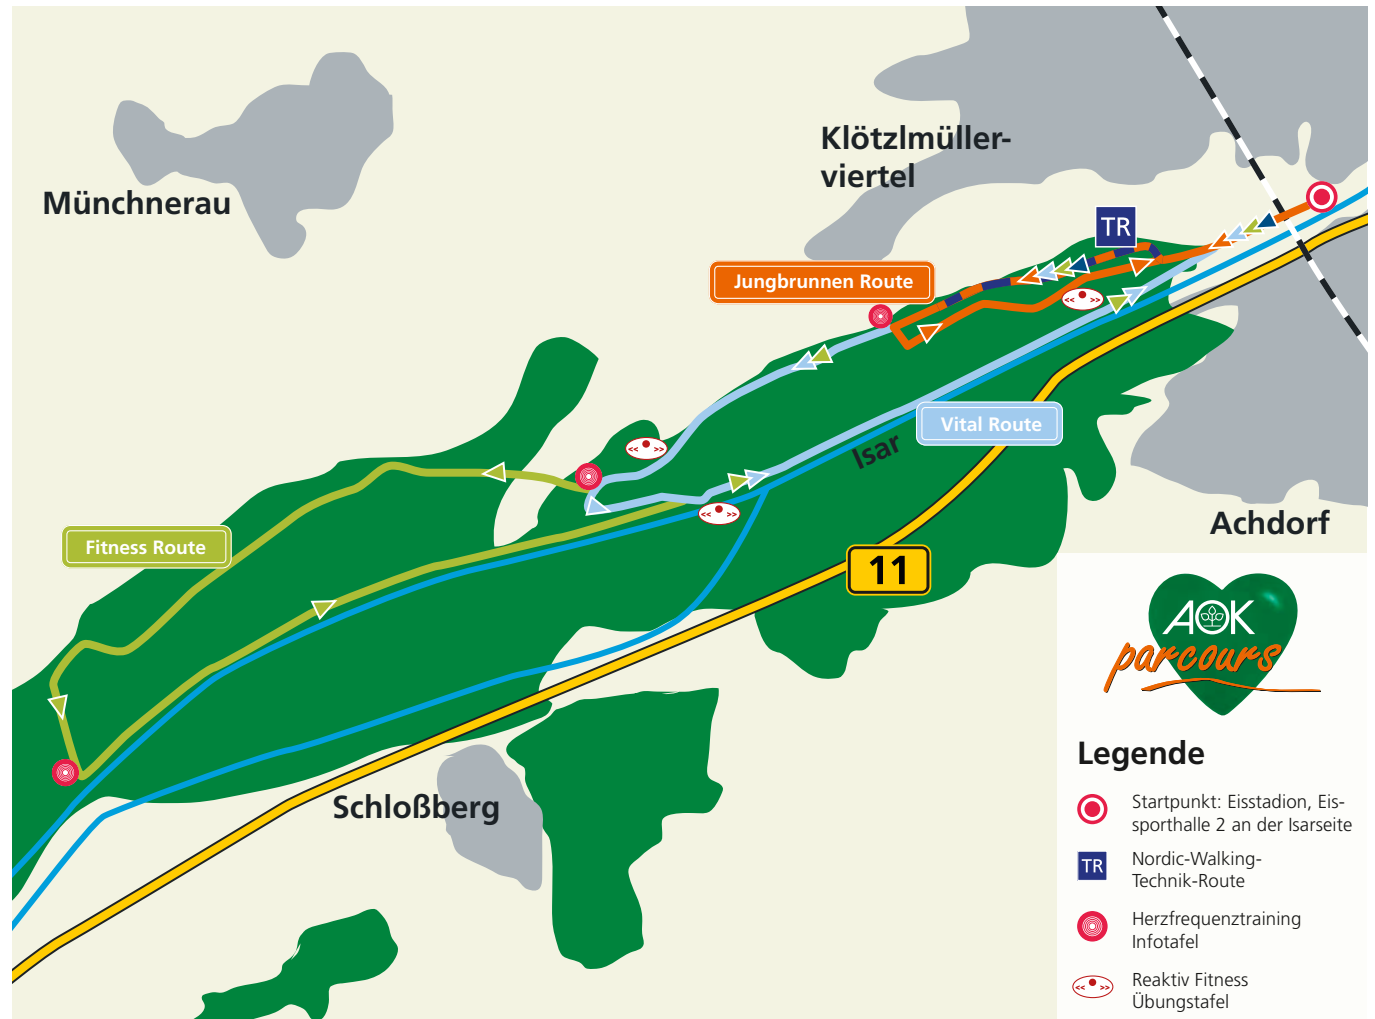 Klötzlmüller-
viertel
Münchnerau
TR
Jungbrunnen Route
<< >>
Vital Route
<< >>
Isar
<< >>
Achdorf
Fitness Route
11
AOK
parcours
Schloßberg
Legende
Startpunkt: Eisstadion, Eis-
sporthalle 2 an der Isarseite
TR
Nordic-Walking-
Technik-Route
Herzfrequenztraining
Infotafel
<< >>
Reaktiv Fitness
Übungstafel